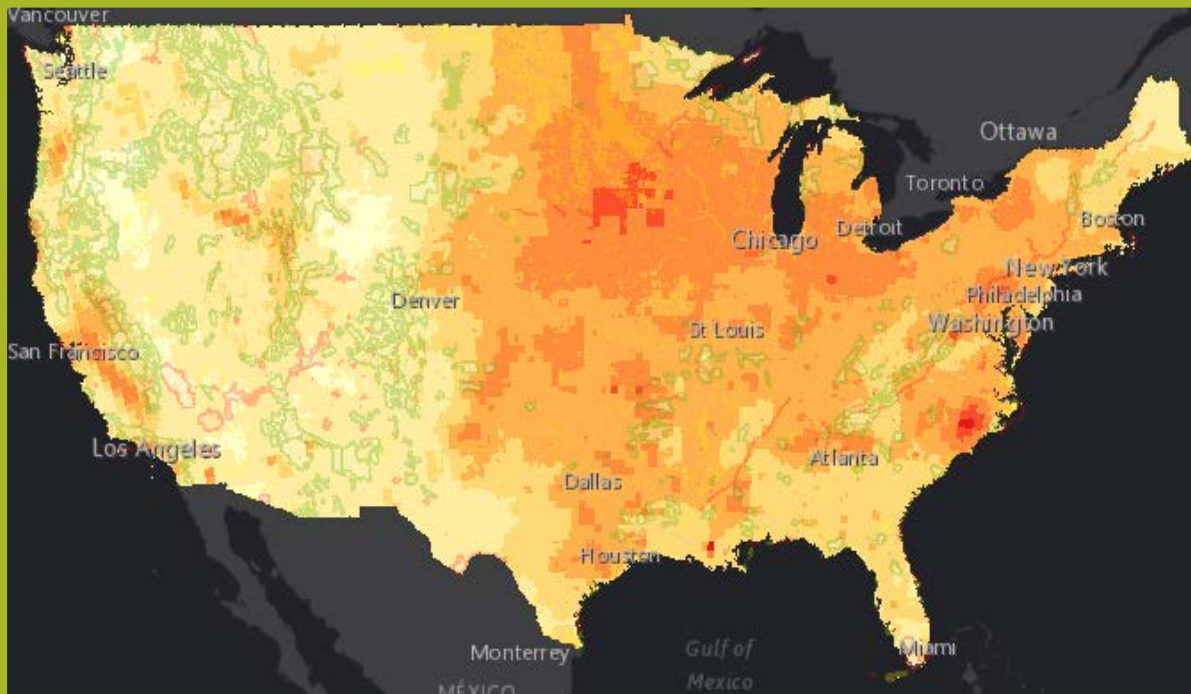 Vancouver
Seattle
Ottawa
Toronto
Boston
Detroit
Chicago
New York
Philadelphia
Denver
Washington
St Louis
San Francisco
Los Angeles
Atlanta
Dallas
Houston
Miami
Monterrey
Gulf of
Mexico
MÉXICO